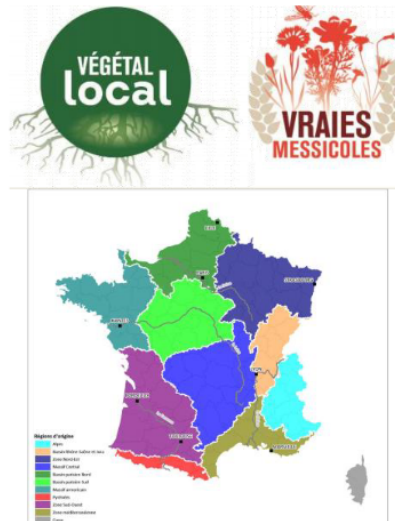 VÉGÉTAL
local
VRAIES
MESSICOLES
LILLE
PARIS
STRASBOURG
NANTES
LYON
BORDEAUX
TOULOUSE
MARSEILLE
Régions d'origine
Alpes
Bassin Rhône Saône et Jura
Zone Nord Est
Massif Central
Bassin parisien Nord
Bassin parisien Sud
Massif armoricain
Pyrénées
Zone Sud-Ouest
Zone méditerranéenne
Corse